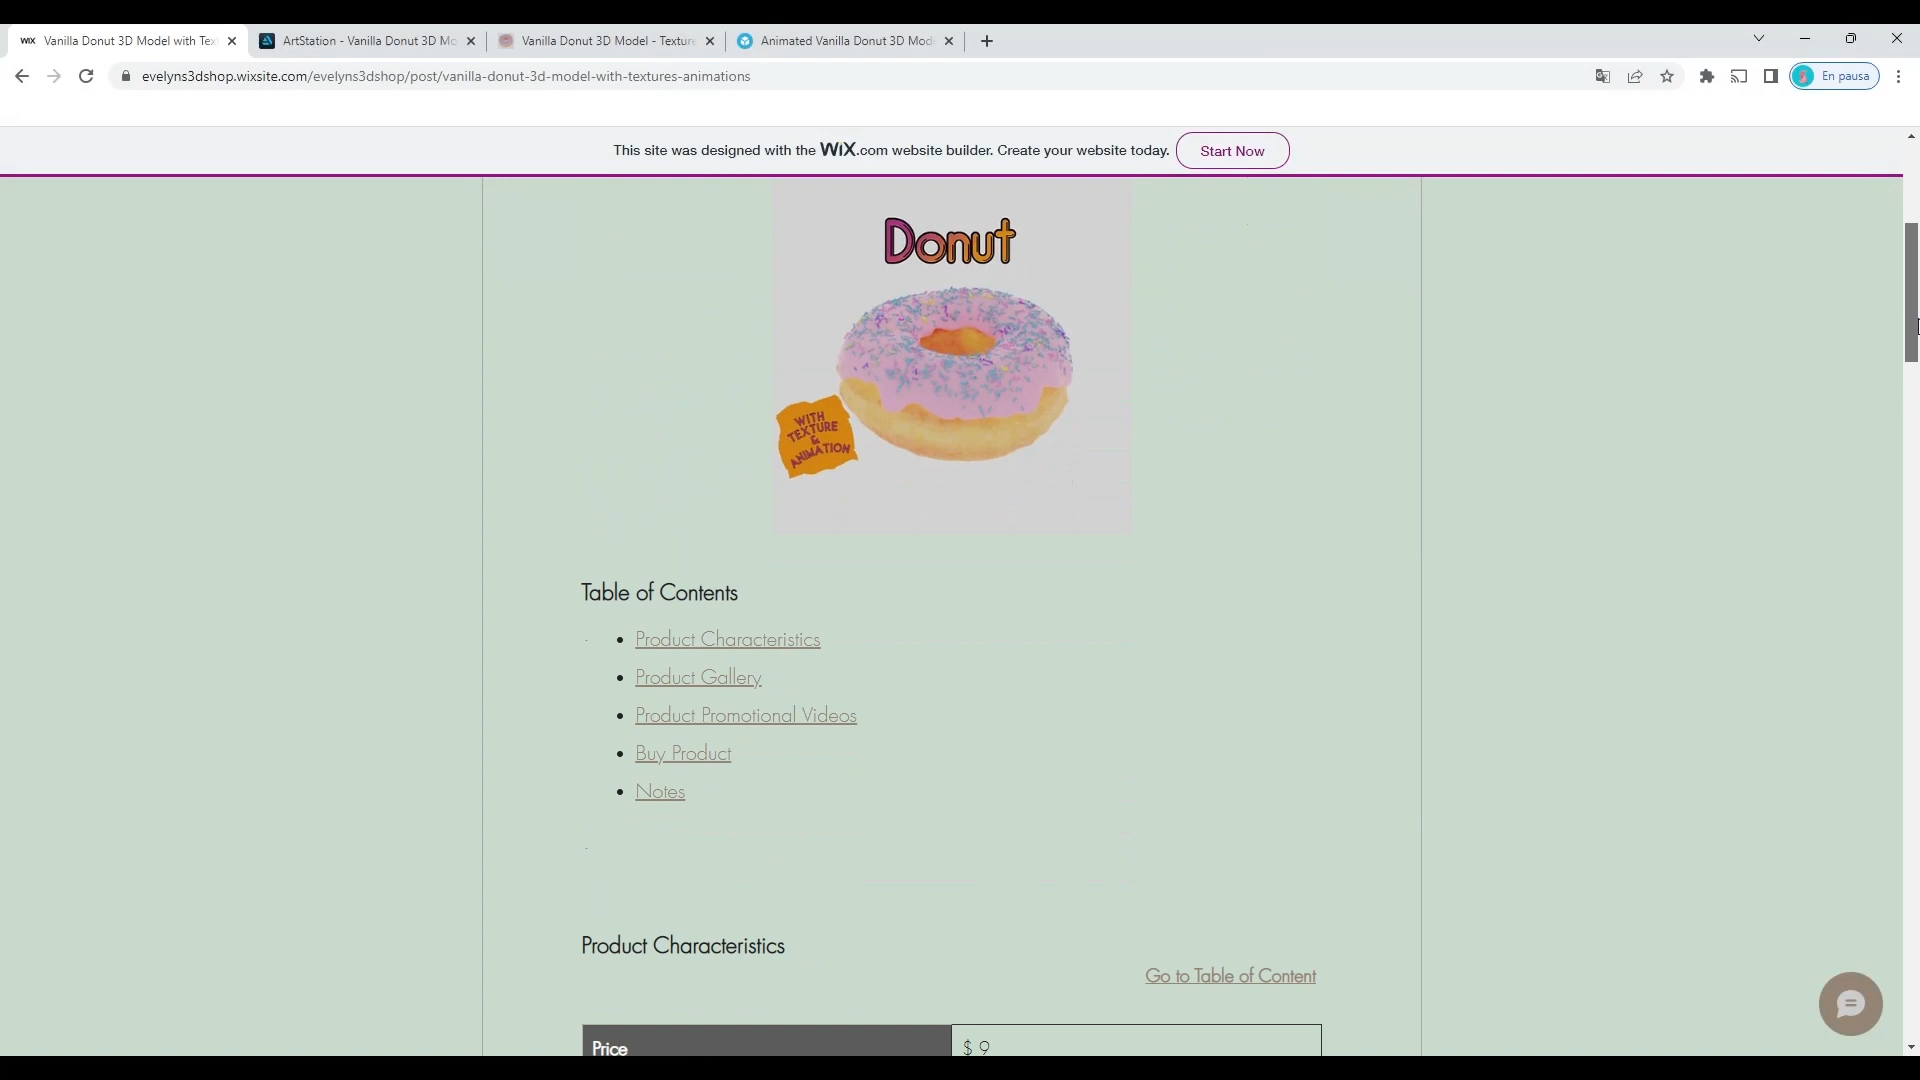 WIX Vanilla Donut 3D Model with Tex
ArtStation - Vanilla Donut 3D Mo
Vanilla Donut 3D Model - Texture
Animated Vanilla Donut 3D Mode
evelyns3dshop.wixsite.com/evelyns3dshop/post/vanilla-donut-3d-model-with-textures-animations
En pausa
This site was designed with the WiX.com website builder. Create your website today.
Start Now
Donut
WITH
TEXTURE
&
ANIMATION
Table of Contents
• Product Characteristics
• Product Gallery
• Product Promotional Videos
• Buy Product
• Notes
Product Characteristics
Go to Table of Content
Price
$ 9